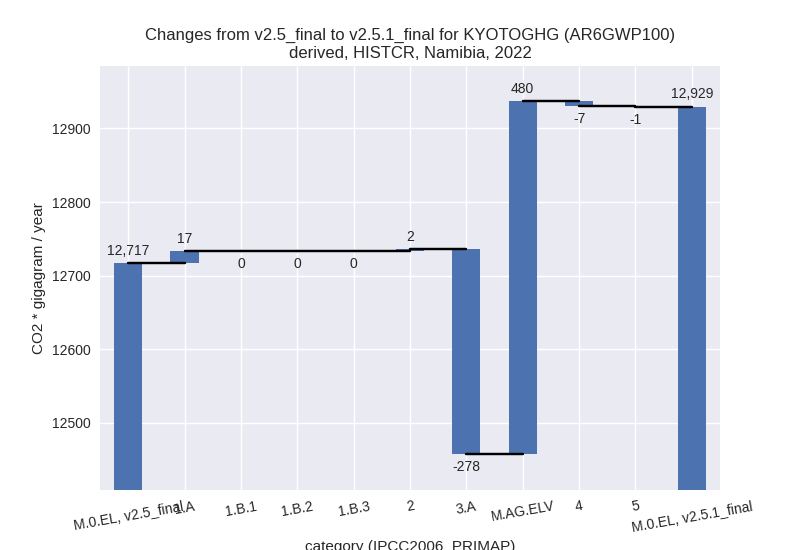 Changes from v2.5_final to v2.5.1_final for KYOTOGHG (AR6GWP100)
derived, HISTCR, Namibia, 2022
CO2 * gigagram / year
12900
12800
12700
12600
12500
12,717
17
0
0
0
2
-278
480
-7
-1
12,929
M.0.EL, v2.5_final
1.A
1.B.1
1.B.2
1.B.3
2
3.A
M.AG.ELV
4
5
M.0.EL, v2.5.1_final
category (IPCC2006_PRIMAP)